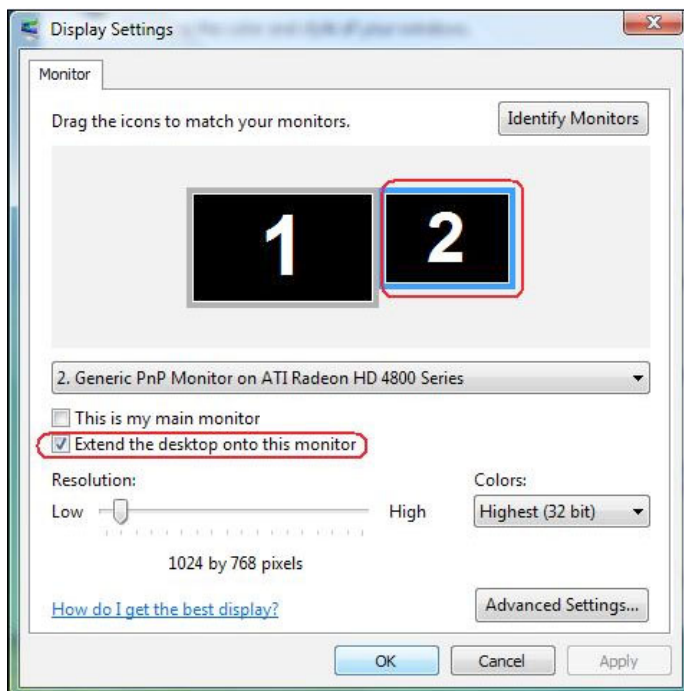 Display Settings
Monitor
Drag the icons to match your monitors.
Identify Monitors
1
2
2. Generic PnP Monitor on ATI Radeon HD 4800 Series
This is my main monitor
Extend the desktop onto this monitor
Resolution:
Colors:
Low
High
Highest (32 bit)
1024 by 768 pixels
How do I get the best display?
Advanced Settings...
OK
Cancel
Apply